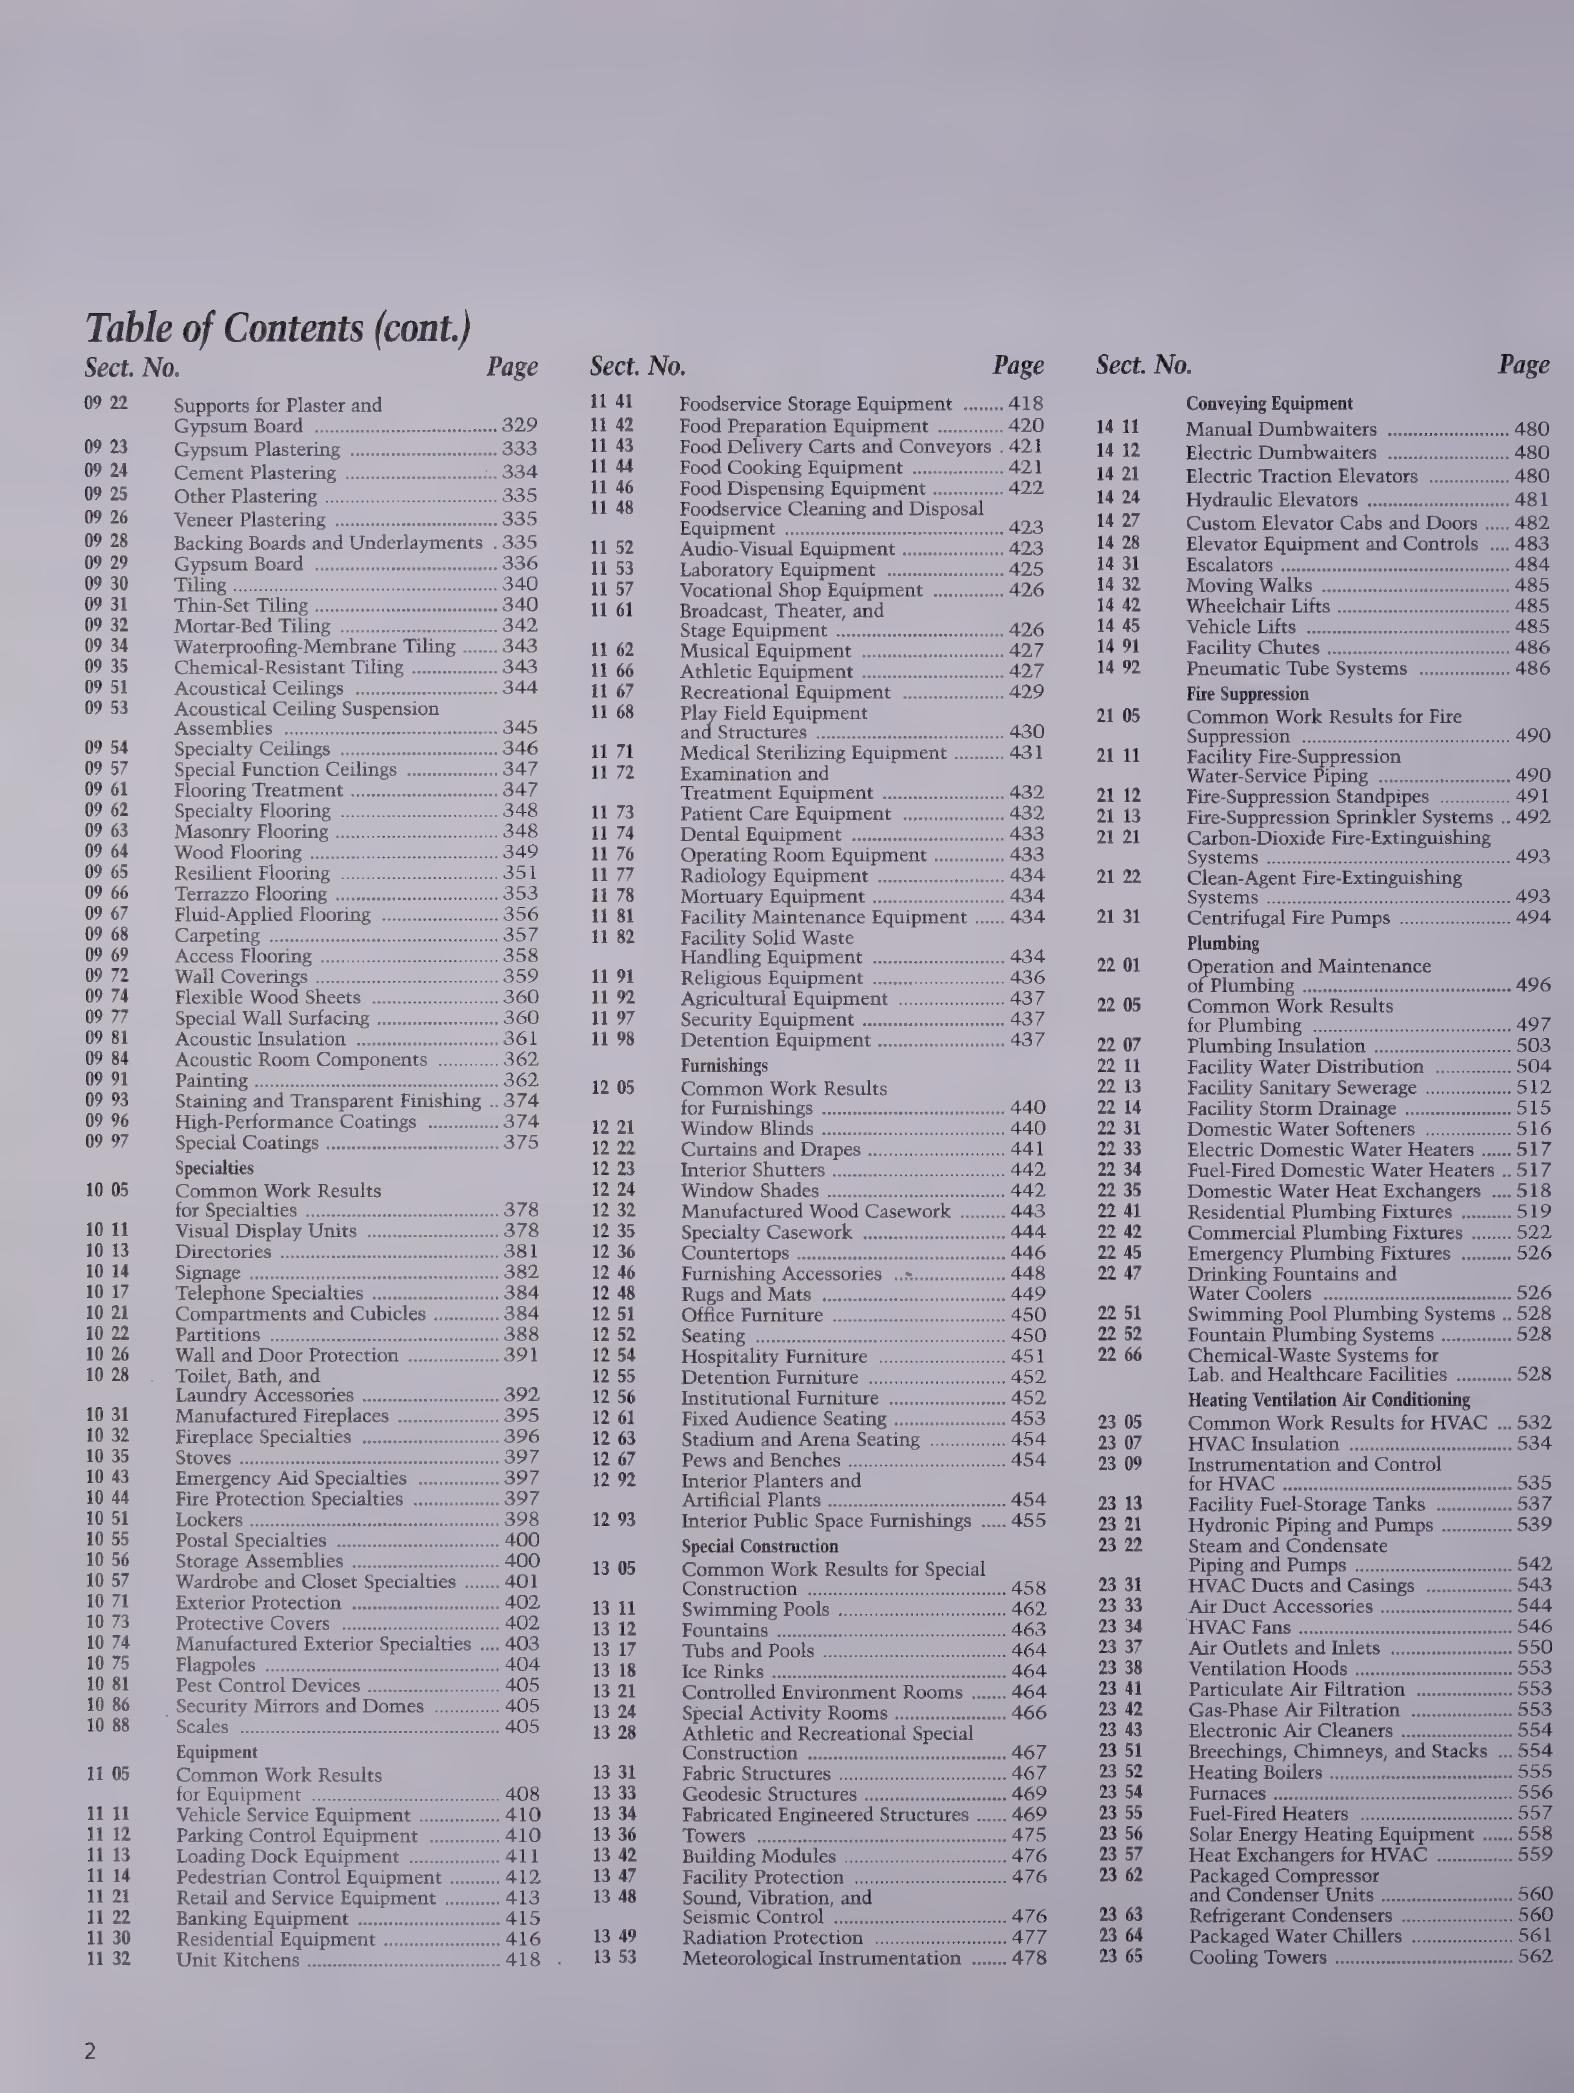 Table of Contents (cont.)
Sect. No. Page
09 22 Supports for Plaster and
Gypsum Board ................ 329
09 23 Gypsum Plastering ................ 333
09 24 Cement Plastering ................ 334
09 25 Other Plastering ................ 335
09 26 Veneer Plastering ................ 335
09 28 Backing Boards and Underlayments . 335
09 29 Gypsum Board ................ 336
09 30 Tiling ................ 340
09 31 Thin-Set Tiling ................ 340
09 32 Mortar-Bed Tiling ................ 342
09 34 Waterproofing-Membrane Tiling ....... 343
09 35 Chemical-Resistant Tiling ............. 343
09 51 Acoustical Ceilings ................ 344
09 53 Acoustical Ceiling Suspension
Assemblies ................ 345
09 54 Specialty Ceilings ................ 346
09 57 Special Function Ceilings ................ 347
09 61 Flooring Treatment ................ 347
09 62 Specialty Flooring ................ 348
09 63 Masonry Flooring ................ 348
09 64 Wood Flooring ................ 349
09 65 Resilient Flooring ................ 351
09 66 Terrazzo Flooring ................ 353
09 67 Fluid-Applied Flooring ................ 356
09 68 Carpeting ................ 357
09 69 Access Flooring ................ 358
09 72 Wall Coverings ................ 359
09 74 Flexible Wood Sheets ................ 360
09 77 Special Wall Surfacing ................ 360
09 81 Acoustic Insulation ................ 361
09 84 Acoustic Room Components ........... 362
09 91 Painting ................ 362
09 93 Staining and Transparent Finishing .. 374
09 96 High-Performance Coatings ............ 374
09 97 Special Coatings ................ 375
Specialties
10 05 Common Work Results
for Specialties ................ 378
10 11 Visual Display Units ................ 378
10 13 Directories ................ 381
10 14 Signage ................ 382
10 17 Telephone Specialties ................ 384
10 21 Compartments and Cubicles ............ 384
10 22 Partitions ................ 388
10 26 Wall and Door Protection ................ 391
10 28 Toilet, Bath, and
Laundry Accessories ................ 392
10 31 Manufactured Fireplaces ................ 395
10 32 Fireplace Specialties ................ 396
10 35 Stoves ................ 397
10 43 Emergency Aid Specialties .............. 397
10 44 Fire Protection Specialties .............. 397
10 51 Lockers ................ 398
10 55 Postal Specialties ................ 400
10 56 Storage Assemblies ................ 400
10 57 Wardrobe and Closet Specialties ....... 401
10 71 Exterior Protection ................ 402
10 73 Protective Covers ................ 402
10 74 Manufactured Exterior Specialties .... 403
10 75 Flagpoles ................ 404
10 81 Pest Control Devices ................ 405
10 86 Security Mirrors and Domes ............ 405
10 88 Scales ................ 405
Equipment
11 05 Common Work Results
for Equipment ................ 408
11 11 Vehicle Service Equipment ............. 410
11 12 Parking Control Equipment ............ 410
11 13 Loading Dock Equipment ............... 411
11 14 Pedestrian Control Equipment ......... 412
11 21 Retail and Service Equipment .......... 413
11 22 Banking Equipment ................ 415
11 30 Residential Equipment ................ 416
11 32 Unit Kitchens ................ 418
Sect. No. Page
11 41 Foodservice Storage Equipment ........ 418
11 42 Food Preparation Equipment ............ 420
11 43 Food Delivery Carts and Conveyors . 421
11 44 Food Cooking Equipment ................ 421
11 46 Food Dispensing Equipment ............. 422
11 48 Foodservice Cleaning and Disposal
Equipment ................ 423
11 52 Audio-Visual Equipment ................ 423
11 53 Laboratory Equipment ................ 425
11 57 Vocational Shop Equipment ............. 426
11 61 Broadcast, Theater, and
Stage Equipment ................ 426
11 62 Musical Equipment ................ 427
11 66 Athletic Equipment ................ 427
11 67 Recreational Equipment ................ 429
11 68 Play Field Equipment
and Structures ................ 430
11 71 Medical Sterilizing Equipment ......... 431
11 72 Examination and
Treatment Equipment ................ 432
11 73 Patient Care Equipment ................ 432
11 74 Dental Equipment ................ 433
11 76 Operating Room Equipment ............. 433
11 77 Radiology Equipment ................ 434
11 78 Mortuary Equipment ................ 434
11 81 Facility Maintenance Equipment ...... 434
11 82 Facility Solid Waste
Handling Equipment ................ 434
11 91 Religious Equipment ................ 436
11 92 Agricultural Equipment ................ 437
11 97 Security Equipment ................ 437
11 98 Detention Equipment ................ 437
Furnishings
12 05 Common Work Results
for Furnishings ................ 440
12 21 Window Blinds ................ 440
12 22 Curtains and Drapes ................ 441
12 23 Interior Shutters ................ 442
12 24 Window Shades ................ 442
12 32 Manufactured Wood Casework ......... 443
12 35 Specialty Casework ................ 444
12 36 Countertops ................ 446
12 46 Furnishing Accessories ................ 448
12 48 Rugs and Mats ................ 449
12 51 Office Furniture ................ 450
12 52 Seating ................ 450
12 54 Hospitality Furniture ................ 451
12 55 Detention Furniture ................ 452
12 56 Institutional Furniture ................ 452
12 61 Fixed Audience Seating ................ 453
12 63 Stadium and Arena Seating .............. 454
12 67 Pews and Benches ................ 454
12 92 Interior Planters and
Artificial Plants ................ 454
12 93 Interior Public Space Furnishings ..... 455
Special Construction
13 05 Common Work Results for Special
Construction ................ 458
13 11 Swimming Pools ................ 462
13 12 Fountains ................ 463
13 17 Tubs and Pools ................ 464
13 18 Ice Rinks ................ 464
13 21 Controlled Environment Rooms ....... 464
13 24 Special Activity Rooms ................ 466
13 28 Athletic and Recreational Special
Construction ................ 467
13 31 Fabric Structures ................ 467
13 33 Geodesic Structures ................ 469
13 34 Fabricated Engineered Structures ...... 469
13 36 Towers ................ 475
13 42 Building Modules ................ 476
13 47 Facility Protection ................ 476
13 48 Sound, Vibration, and
Seismic Control ................ 476
13 49 Radiation Protection ................ 477
13 53 Meteorological Instrumentation ....... 478
Sect. No. Page
Conveying Equipment
14 11 Manual Dumbwaiters ................ 480
14 12 Electric Dumbwaiters ................ 480
14 21 Electric Traction Elevators .............. 480
14 24 Hydraulic Elevators ................ 481
14 27 Custom Elevator Cabs and Doors ..... 482
14 28 Elevator Equipment and Controls .... 483
14 31 Escalators ................ 484
14 32 Moving Walks ................ 485
14 42 Wheelchair Lifts ................ 485
14 45 Vehicle Lifts ................ 485
14 91 Facility Chutes ................ 486
14 92 Pneumatic Tube Systems ................ 486
Fire Suppression
21 05 Common Work Results for Fire
Suppression ................ 490
21 11 Facility Fire-Suppression
Water-Service Piping ................ 490
21 12 Fire-Suppression Standpipes ............ 491
21 13 Fire-Suppression Sprinkler Systems .. 492
21 21 Carbon-Dioxide Fire-Extinguishing
Systems ................ 493
21 22 Clean-Agent Fire-Extinguishing
Systems ................ 493
21 31 Centrifugal Fire Pumps ................ 494
Plumbing
22 01 Operation and Maintenance
of Plumbing ................ 496
22 05 Common Work Results
for Plumbing ................ 497
22 07 Plumbing Insulation ................ 503
22 11 Facility Water Distribution ............. 504
22 13 Facility Sanitary Sewerage ............... 512
22 14 Facility Storm Drainage ................ 515
22 31 Domestic Water Softeners ................ 516
22 33 Electric Domestic Water Heaters ...... 517
22 34 Fuel-Fired Domestic Water Heaters .. 517
22 35 Domestic Water Heat Exchangers .... 518
22 41 Residential Plumbing Fixtures ......... 519
22 42 Commercial Plumbing Fixtures ....... 522
22 45 Emergency Plumbing Fixtures ......... 526
22 47 Drinking Fountains and
Water Coolers ................ 526
22 51 Swimming Pool Plumbing Systems .. 528
22 52 Fountain Plumbing Systems ............. 528
22 66 Chemical-Waste Systems for
Lab. and Healthcare Facilities .......... 528
Heating Ventilation Air Conditioning
23 05 Common Work Results for HVAC ... 532
23 07 HVAC Insulation ................ 534
23 09 Instrumentation and Control
for HVAC ................ 535
23 13 Facility Fuel-Storage Tanks ............. 537
23 21 Hydronic Piping and Pumps ............. 539
23 22 Steam and Condensate
Piping and Pumps ................ 542
23 31 HVAC Ducts and Casings ............... 543
23 33 Air Duct Accessories ................ 544
23 34 HVAC Fans ................ 546
23 37 Air Outlets and Inlets ................ 550
23 38 Ventilation Hoods ................ 553
23 41 Particulate Air Filtration ................ 553
23 42 Gas-Phase Air Filtration ................ 553
23 43 Electronic Air Cleaners ................ 554
23 51 Breechings, Chimneys, and Stacks ... 554
23 52 Heating Boilers ................ 555
23 54 Furnaces ................ 556
23 55 Fuel-Fired Heaters ................ 557
23 56 Solar Energy Heating Equipment ...... 558
23 57 Heat Exchangers for HVAC .............. 559
23 62 Packaged Compressor
and Condenser Units ................ 560
23 63 Refrigerant Condensers ................ 560
23 64 Packaged Water Chillers ................ 561
23 65 Cooling Towers ................ 562
2